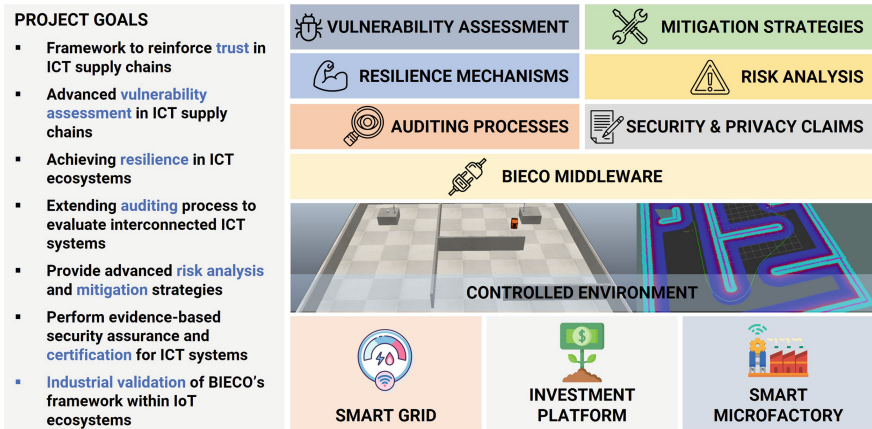 PROJECT GOALS
▪ Framework to reinforce trust in
ICT supply chains
▪ Advanced vulnerability
assessment in ICT supply
chains
▪ Achieving resilience in ICT
ecosystems
▪ Extending auditing process to
evaluate interconnected ICT
systems
▪ Provide advanced risk analysis
and mitigation strategies
▪ Perform evidence-based
security assurance and
certification for ICT systems
▪ Industrial validation of BIECO's
framework within IoT
ecosystems
VULNERABILITY ASSESSMENT
MITIGATION STRATEGIES
RESILIENCE MECHANISMS
RISK ANALYSIS
AUDITING PROCESSES
SECURITY & PRIVACY CLAIMS
BIECO MIDDLEWARE
CONTROLLED ENVIRONMENT
SMART GRID
INVESTMENT
PLATFORM
SMART
MICROFACTORY